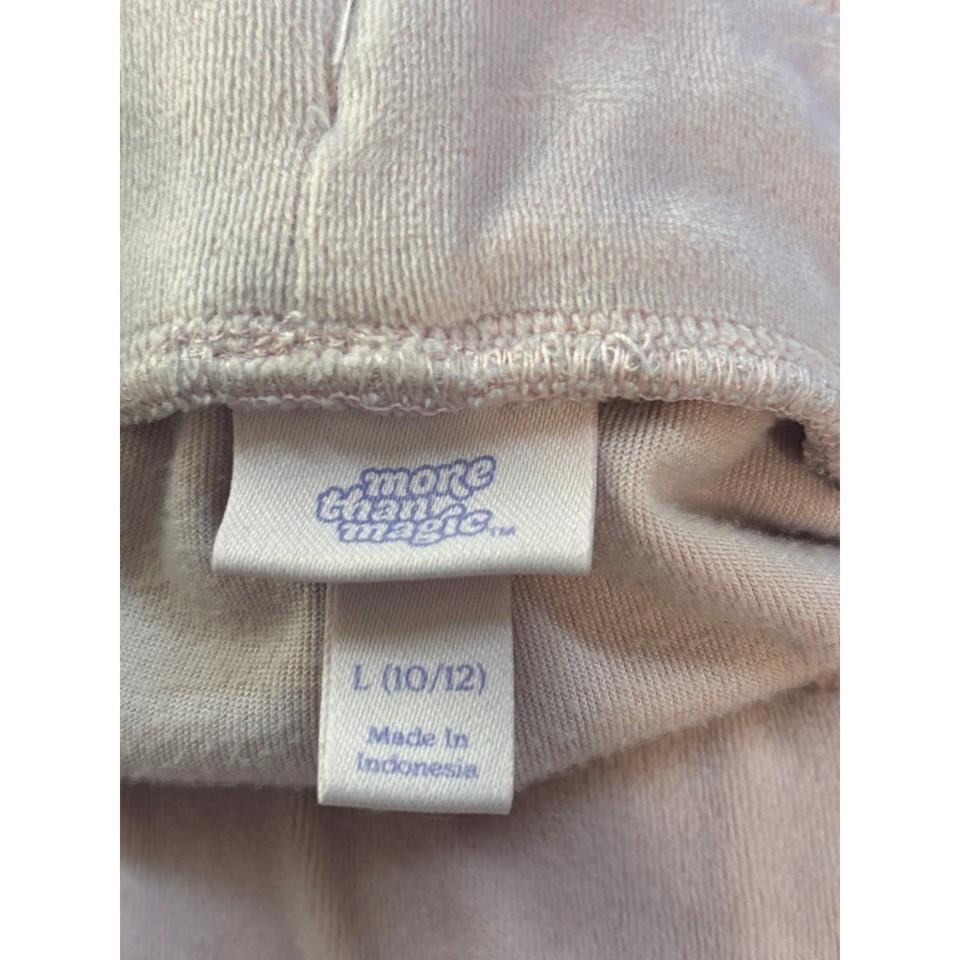 more
than
magic™
L (10/12)
Made In
Indonesia